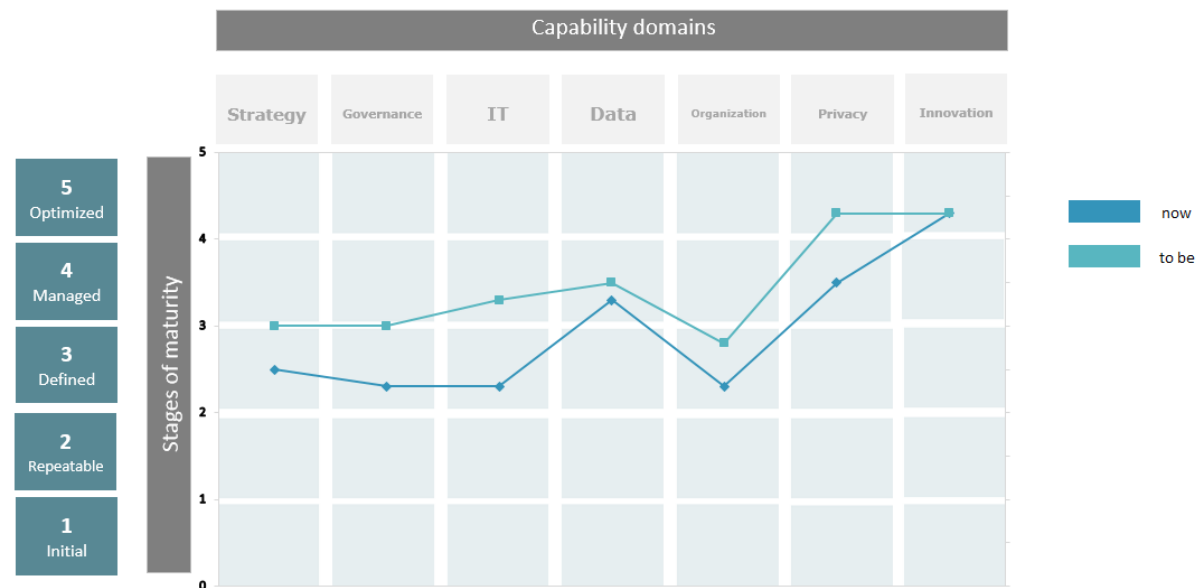 Capability domains
Strategy
Governance
IT
Data
Organization
Privacy
Innovation
5
Optimized
4
Managed
3
Defined
2
Repeatable
1
Initial
Stages of maturity
5
4
3
2
1
0
now
to be